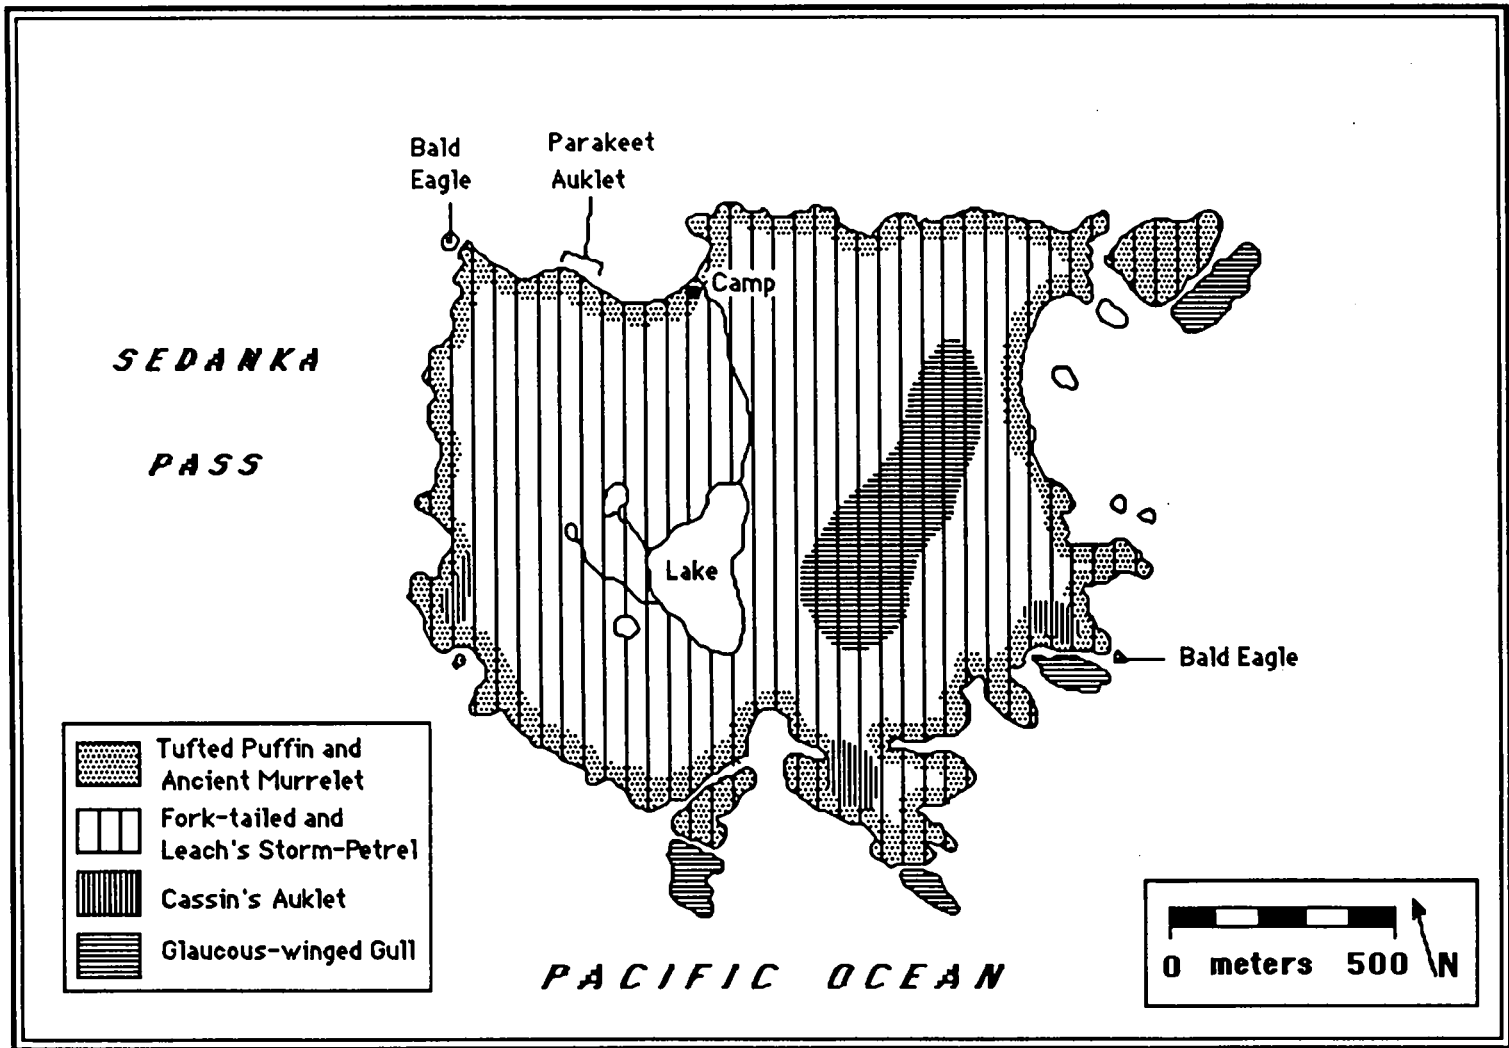 Bald
Eagle
Parakeet
Auklet
Camp
SEDANKA
PASS
Lake
Bald Eagle
Tufted Puffin and
Ancient Murrelet
Fork-tailed and
Leach's Storm-Petrel
Cassin's Auklet
Glaucous-winged Gull
0 meters 500 N
PACIFIC OCEAN